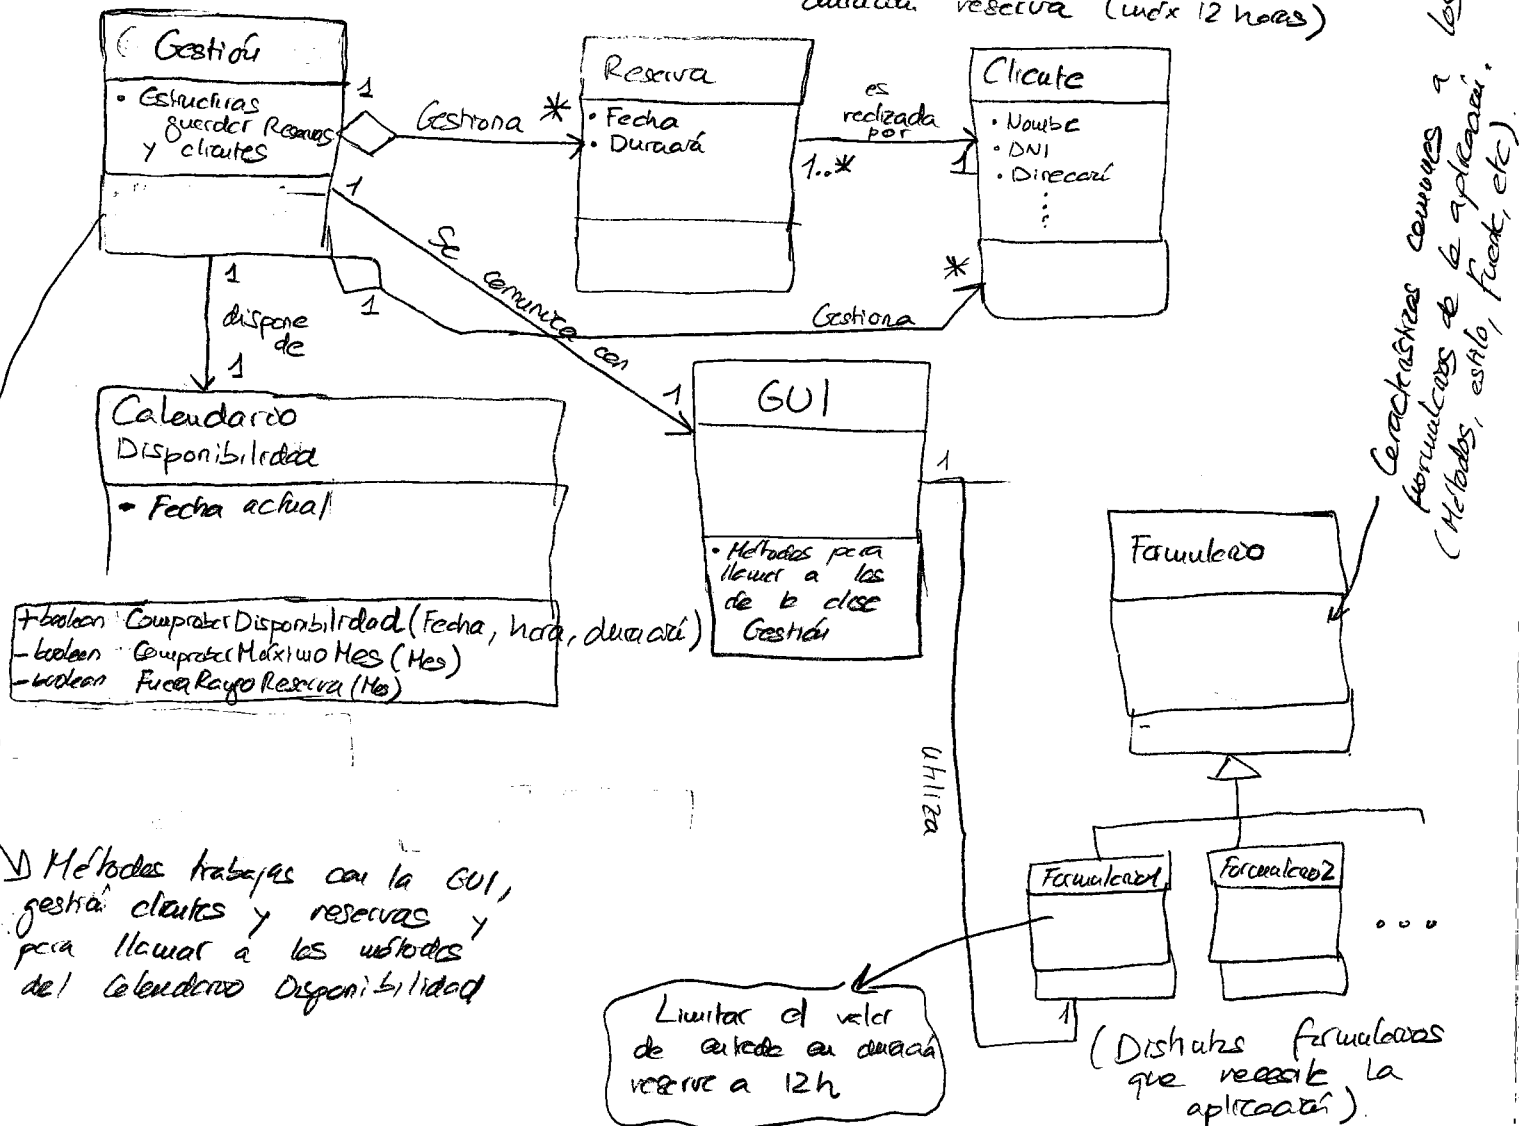 duración reserva (máx 12 horas)
Gestión
• Estructuras
guardar Reservas
y clientes
1
Gestiona
*
Reserva
• Fecha
• Duración
es
realizada
por
1..*
1
Cliente
• Nombre
• DNI
• Dirección
1
Se comunica con
1
1
Gestiona
*
1
dispone
de
1
Calendario
Disponibilidad
• Fecha actual
+ boolean ComprobarDisponibilidad (Fecha, hora, duración)
- boolean ComprobarMáximoMes (Mes)
- boolean FueraRangoReserva (Mes)
GUI
• Métodos para
llamar a los
de la clase
Gestión
1
Utiliza
1
Características comunes a los
formularios de la aplicación.
(Métodos, estilo, fuente, etc)
Formulario
-
Formulario1
Formulario2
...
(Distintos formularios
que necesite la
aplicación).
Limitar el valor
de entrada en duración
reserva a 12h
Métodos trabajas con la GUI,
gestión clientes y reservas y
para llamar a los métodos
del Calendario Disponibilidad